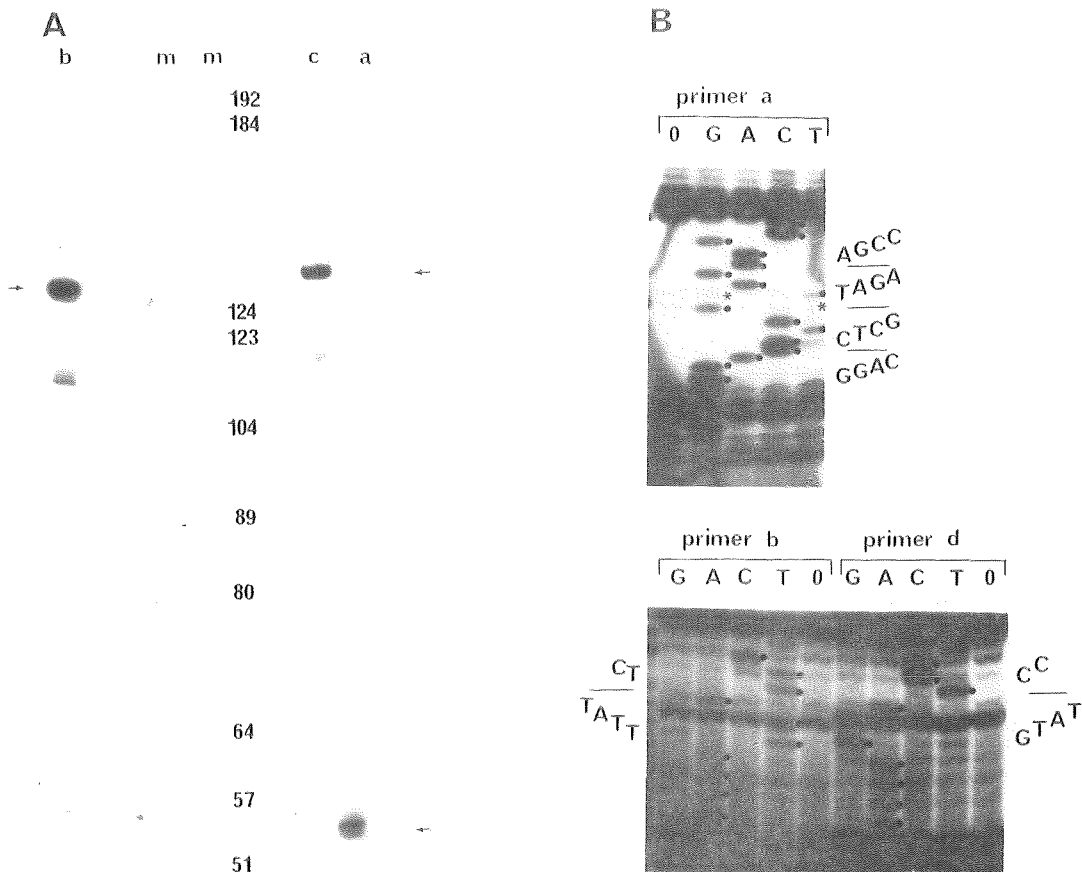 A
b m m c a
192
184
124
123
104
89
80
64
57
51
B
primer a
0 G A C T
AGCC
TAGA
*
*
CTCG
GGAC
primer b primer d
G A C T 0 G A C T 0
CT
TATT
CC
GTAT